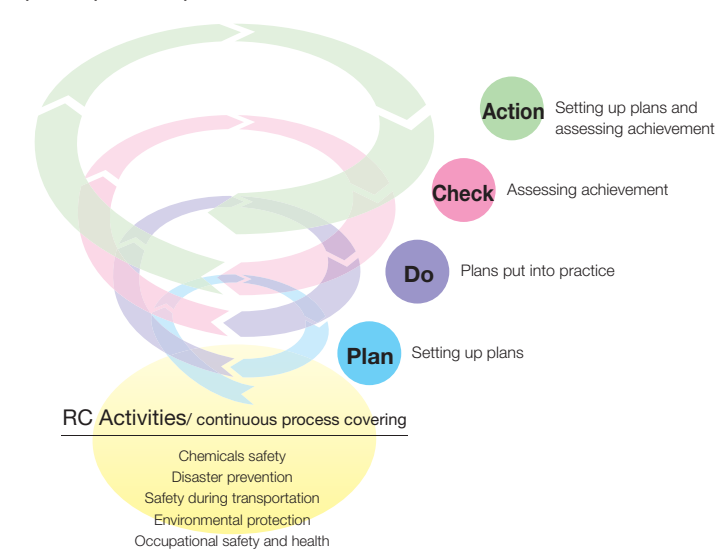 Action
Setting up plans and
assessing achievement
Check
Assessing achievement
Do
Plans put into practice
Plan
Setting up plans
RC Activities/ continuous process covering
Chemicals safety
Disaster prevention
Safety during transportation
Environmental protection
Occupational safety and health